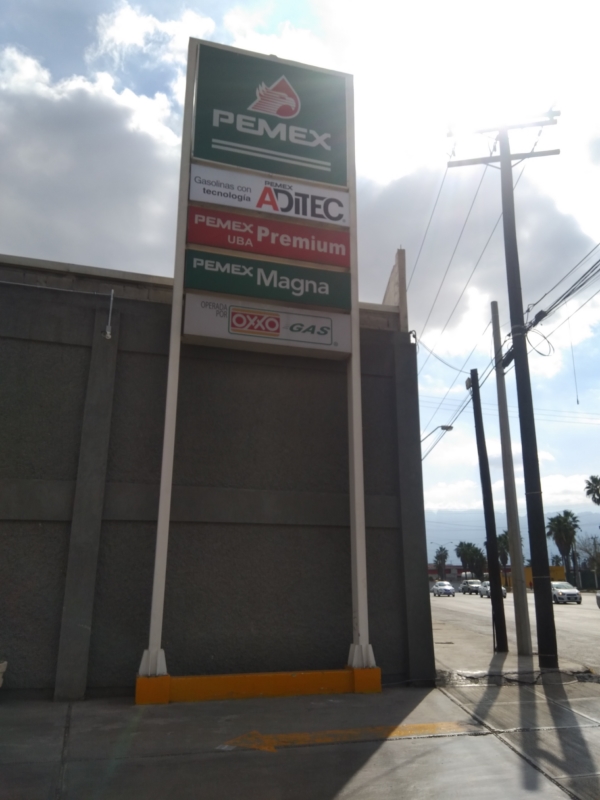 PEMEX
Gasolinas con
tecnología
PEMEX
ADITEC
PEMEX
UBA Premium
PEMEX Magna
OPERADA
POR
OXXO GAS